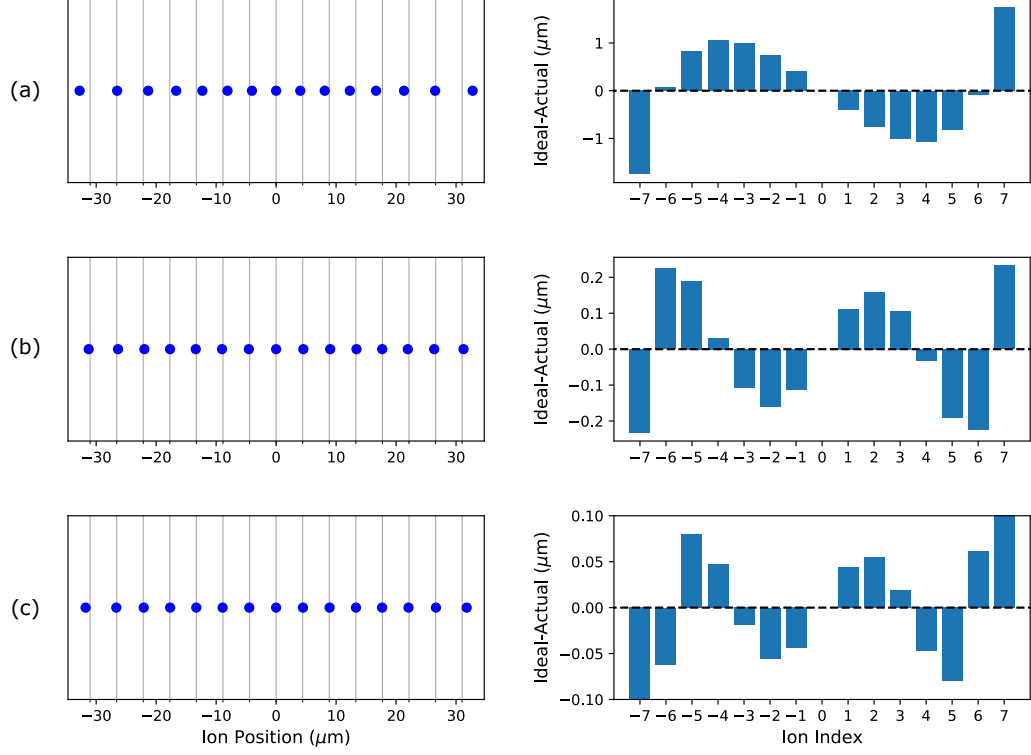 (a)
−30 −20 −10 0 10 20 30
Ideal-Actual (μm)
1
0
−1
−7 −6 −5 −4 −3 −2 −1 0 1 2 3 4 5 6 7
(b)
−30 −20 −10 0 10 20 30
Ideal-Actual (μm)
0.2
0.1
0.0
−0.1
−0.2
−7 −6 −5 −4 −3 −2 −1 0 1 2 3 4 5 6 7
(c)
−30 −20 −10 0 10 20 30
Ion Position (μm)
Ideal-Actual (μm)
0.10
0.05
0.00
−0.05
−0.10
−7 −6 −5 −4 −3 −2 −1 0 1 2 3 4 5 6 7
Ion Index